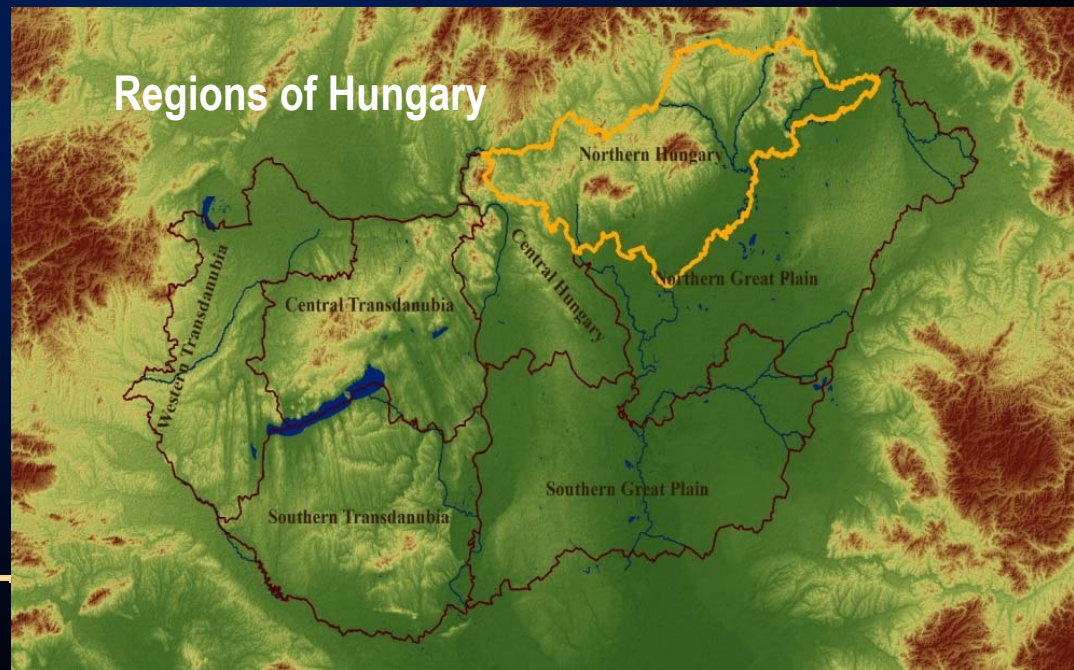 Regions of Hungary
Northern Hungary
Central Hungary
Northern Great Plain
Western Transdanubia
Central Transdanubia
Southern Great Plain
Southern Transdanubia